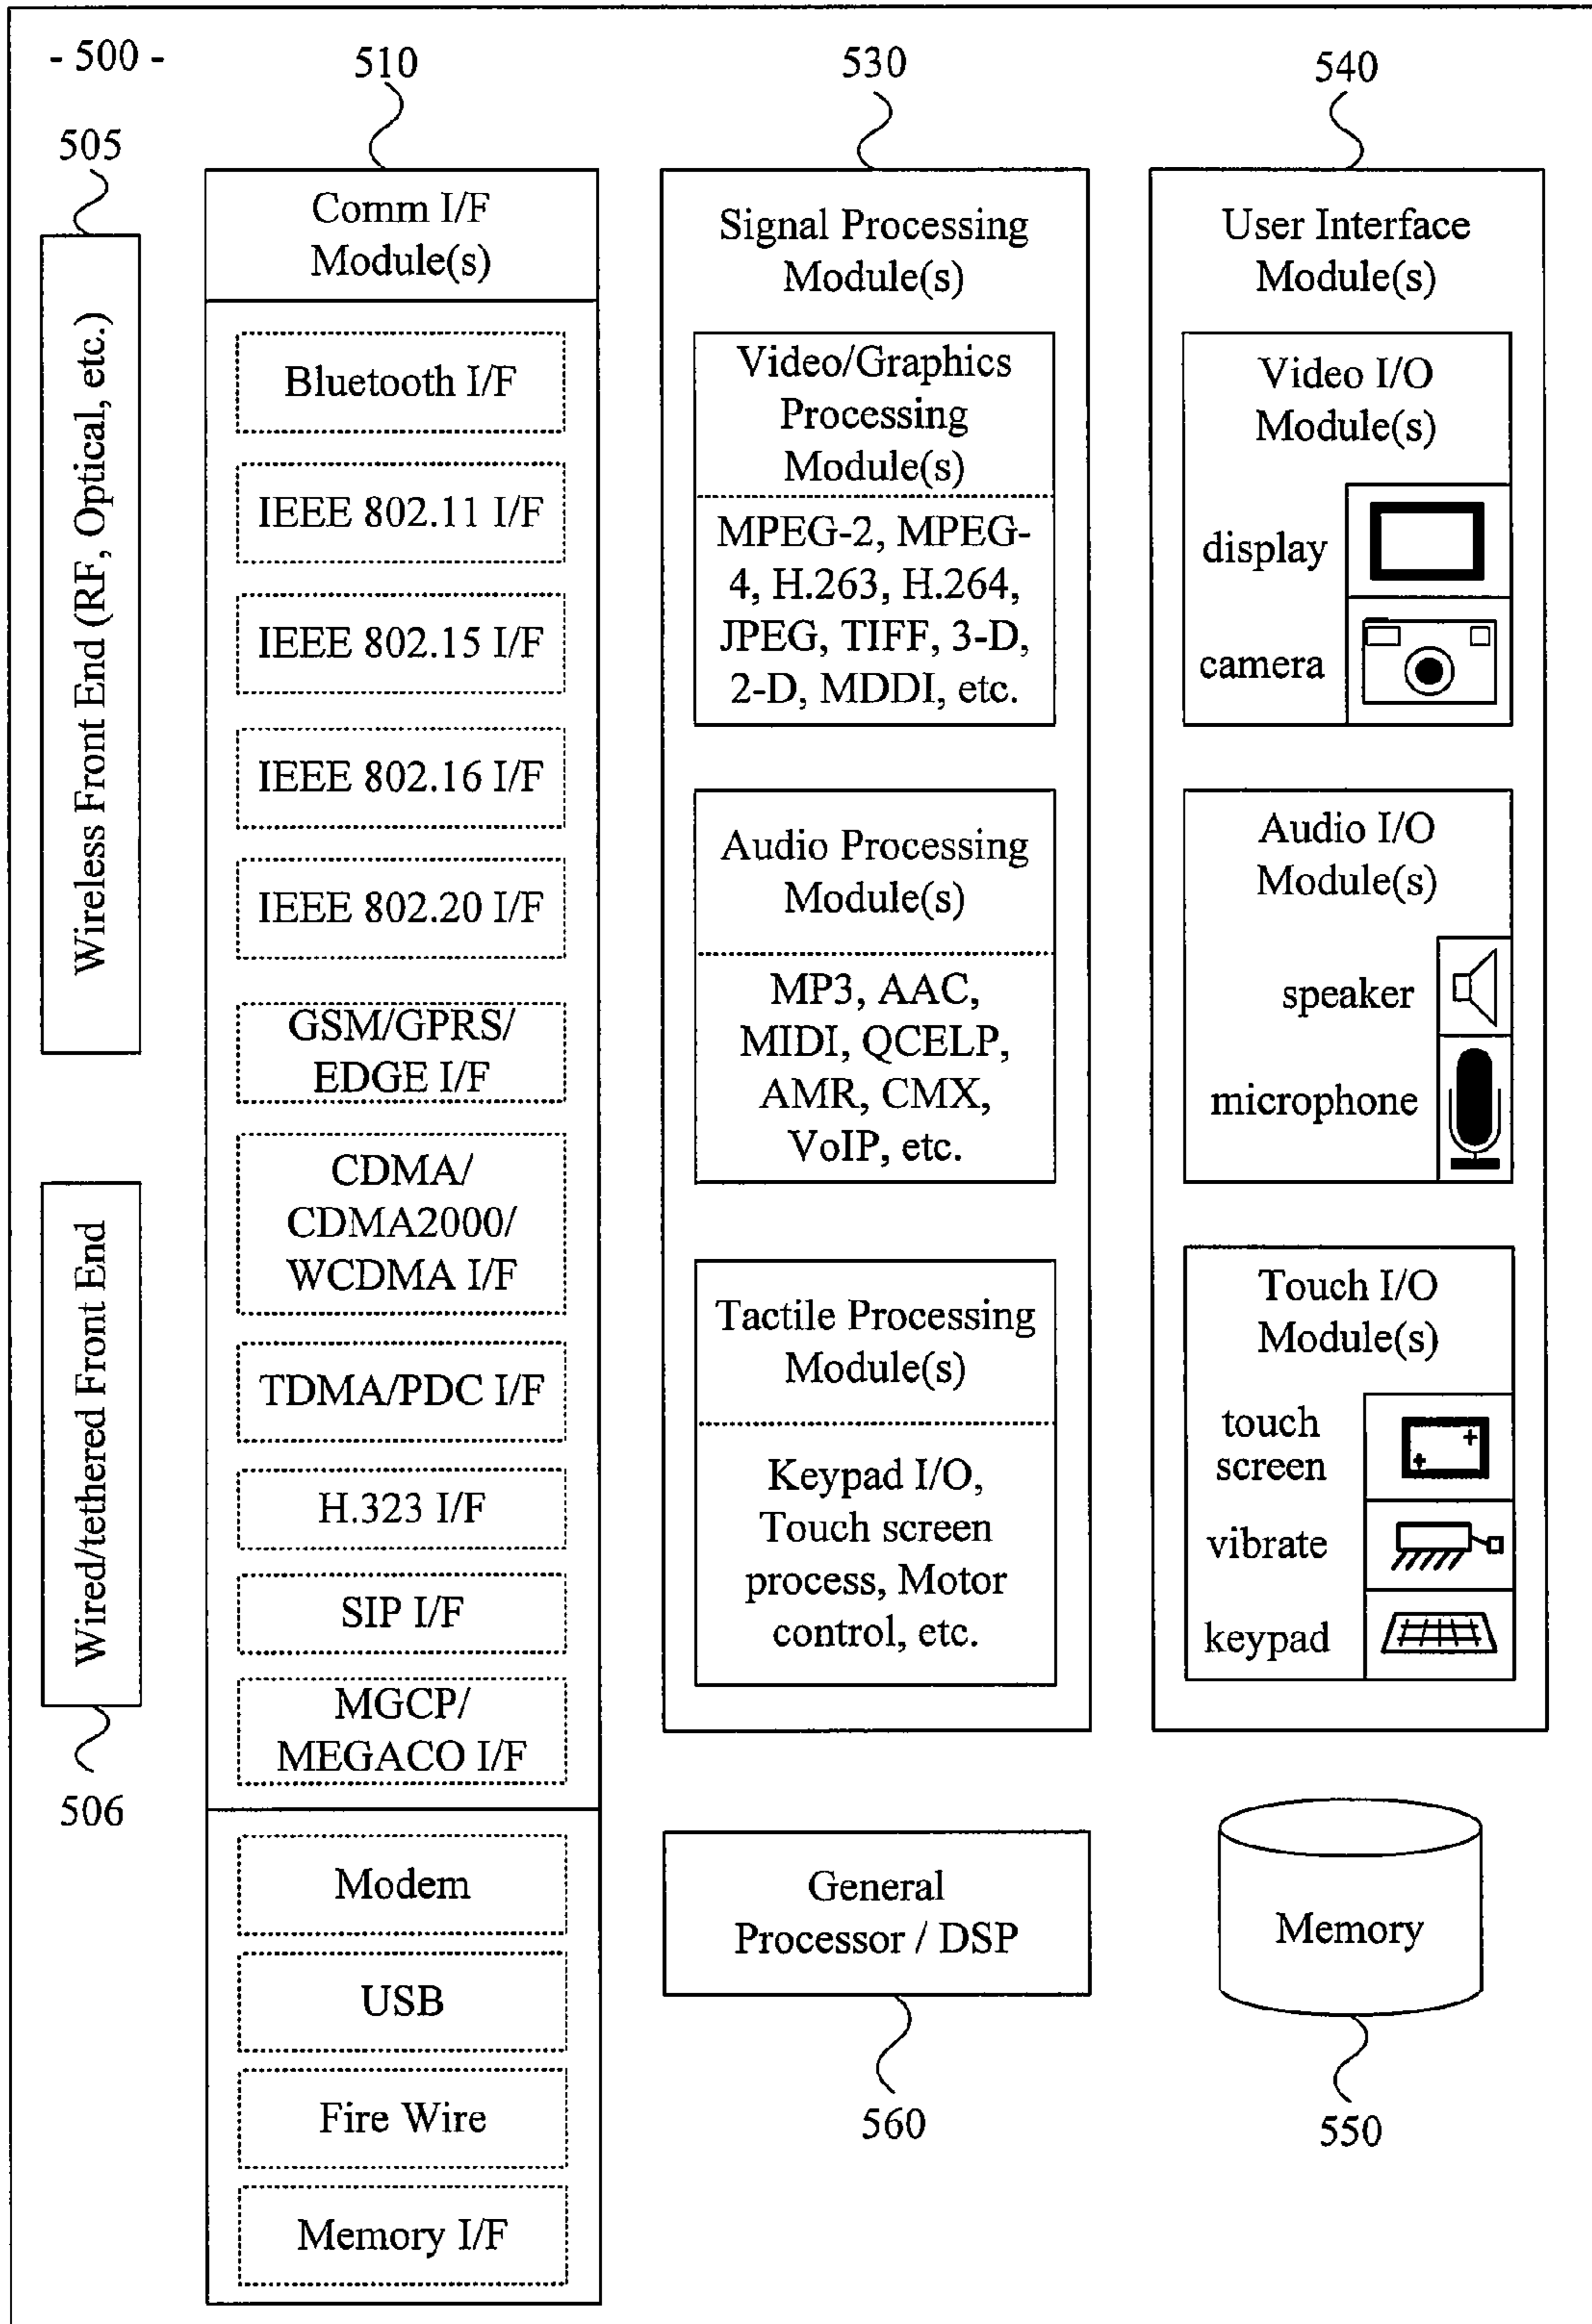 - 500 -
505
Wireless Front End (RF, Optical, etc.)
Wired/tethered Front End
506
510
Comm I/F
Module(s)
Bluetooth I/F
IEEE 802.11 I/F
IEEE 802.15 I/F
IEEE 802.16 I/F
IEEE 802.20 I/F
GSM/GPRS/
EDGE I/F
CDMA/
CDMA2000/
WCDMA I/F
TDMA/PDC I/F
H.323 I/F
SIP I/F
MGCP/
MEGACO I/F
Modem
USB
Fire Wire
Memory I/F
530
Signal Processing
Module(s)
Video/Graphics
Processing
Module(s)
MPEG-2, MPEG-
4, H.263, H.264,
JPEG, TIFF, 3-D,
2-D, MDDI, etc.
Audio Processing
Module(s)
MP3, AAC,
MIDI, QCELP,
AMR, CMX,
VoIP, etc.
Tactile Processing
Module(s)
Keypad I/O,
Touch screen
process, Motor
control, etc.
General
Processor / DSP
560
540
User Interface
Module(s)
Video I/O
Module(s)
display
camera
Audio I/O
Module(s)
speaker
microphone
Touch I/O
Module(s)
touch
screen
vibrate
keypad
Memory
550